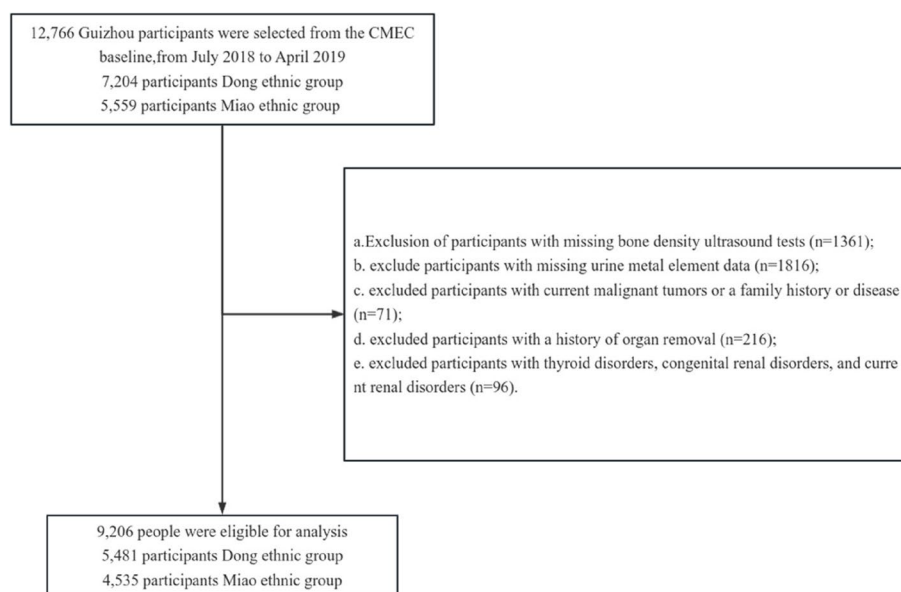 12,766 Guizhou participants were selected from the CMEC
baseline,from July 2018 to April 2019
7,204 participants Dong ethnic group
5,559 participants Miao ethnic group
a.Exclusion of participants with missing bone density ultrasound tests (n=1361);
b. exclude participants with missing urine metal element data (n=1816);
c. excluded participants with current malignant tumors or a family history or disease
(n=71);
d. excluded participants with a history of organ removal (n=216);
e. excluded participants with thyroid disorders, congenital renal disorders, and curre
nt renal disorders (n=96).
9,206 people were eligible for analysis
5,481 participants Dong ethnic group
4,535 participants Miao ethnic group